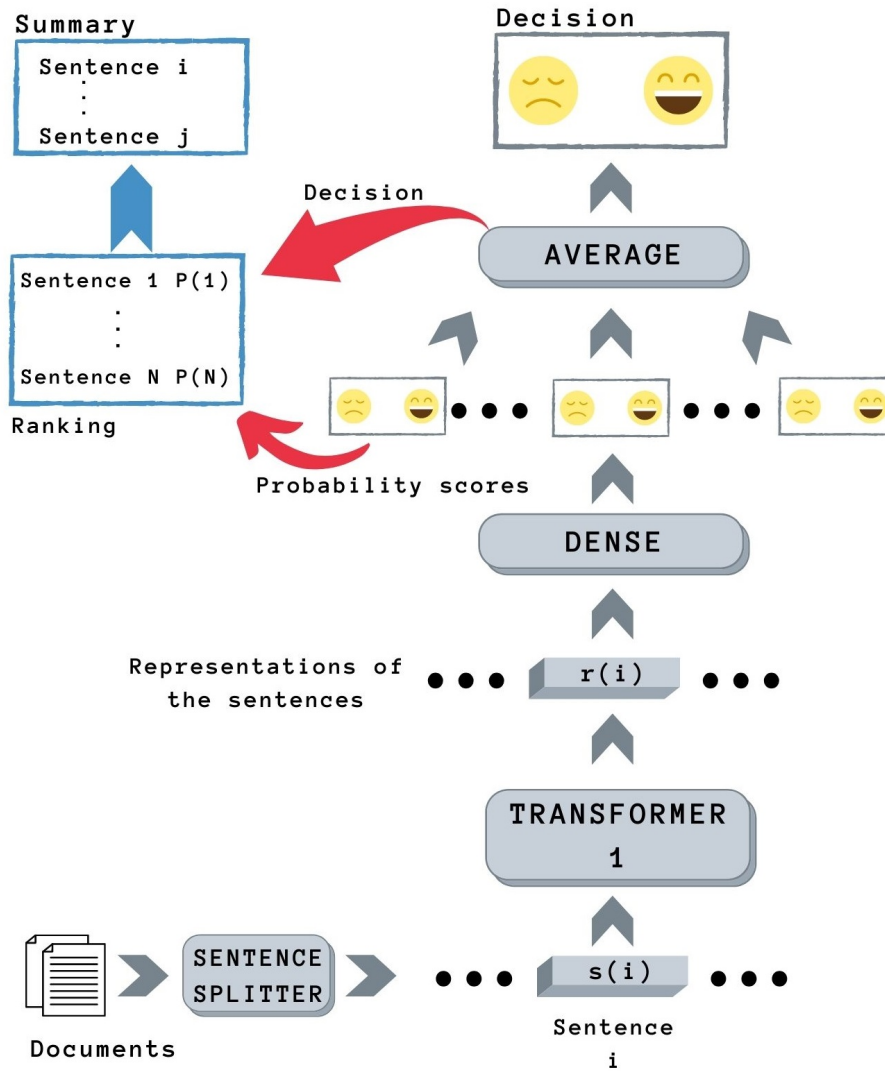 Summary
Sentence i
Sentence j
Decision
Decision
AVERAGE
Sentence 1 P(1)
Sentence N P(N)
Ranking
Probability scores
DENSE
Representations of
the sentences
r(i)
TRANSFORMER
1
SENTENCE
SPLITTER
s(i)
Documents
Sentence
i